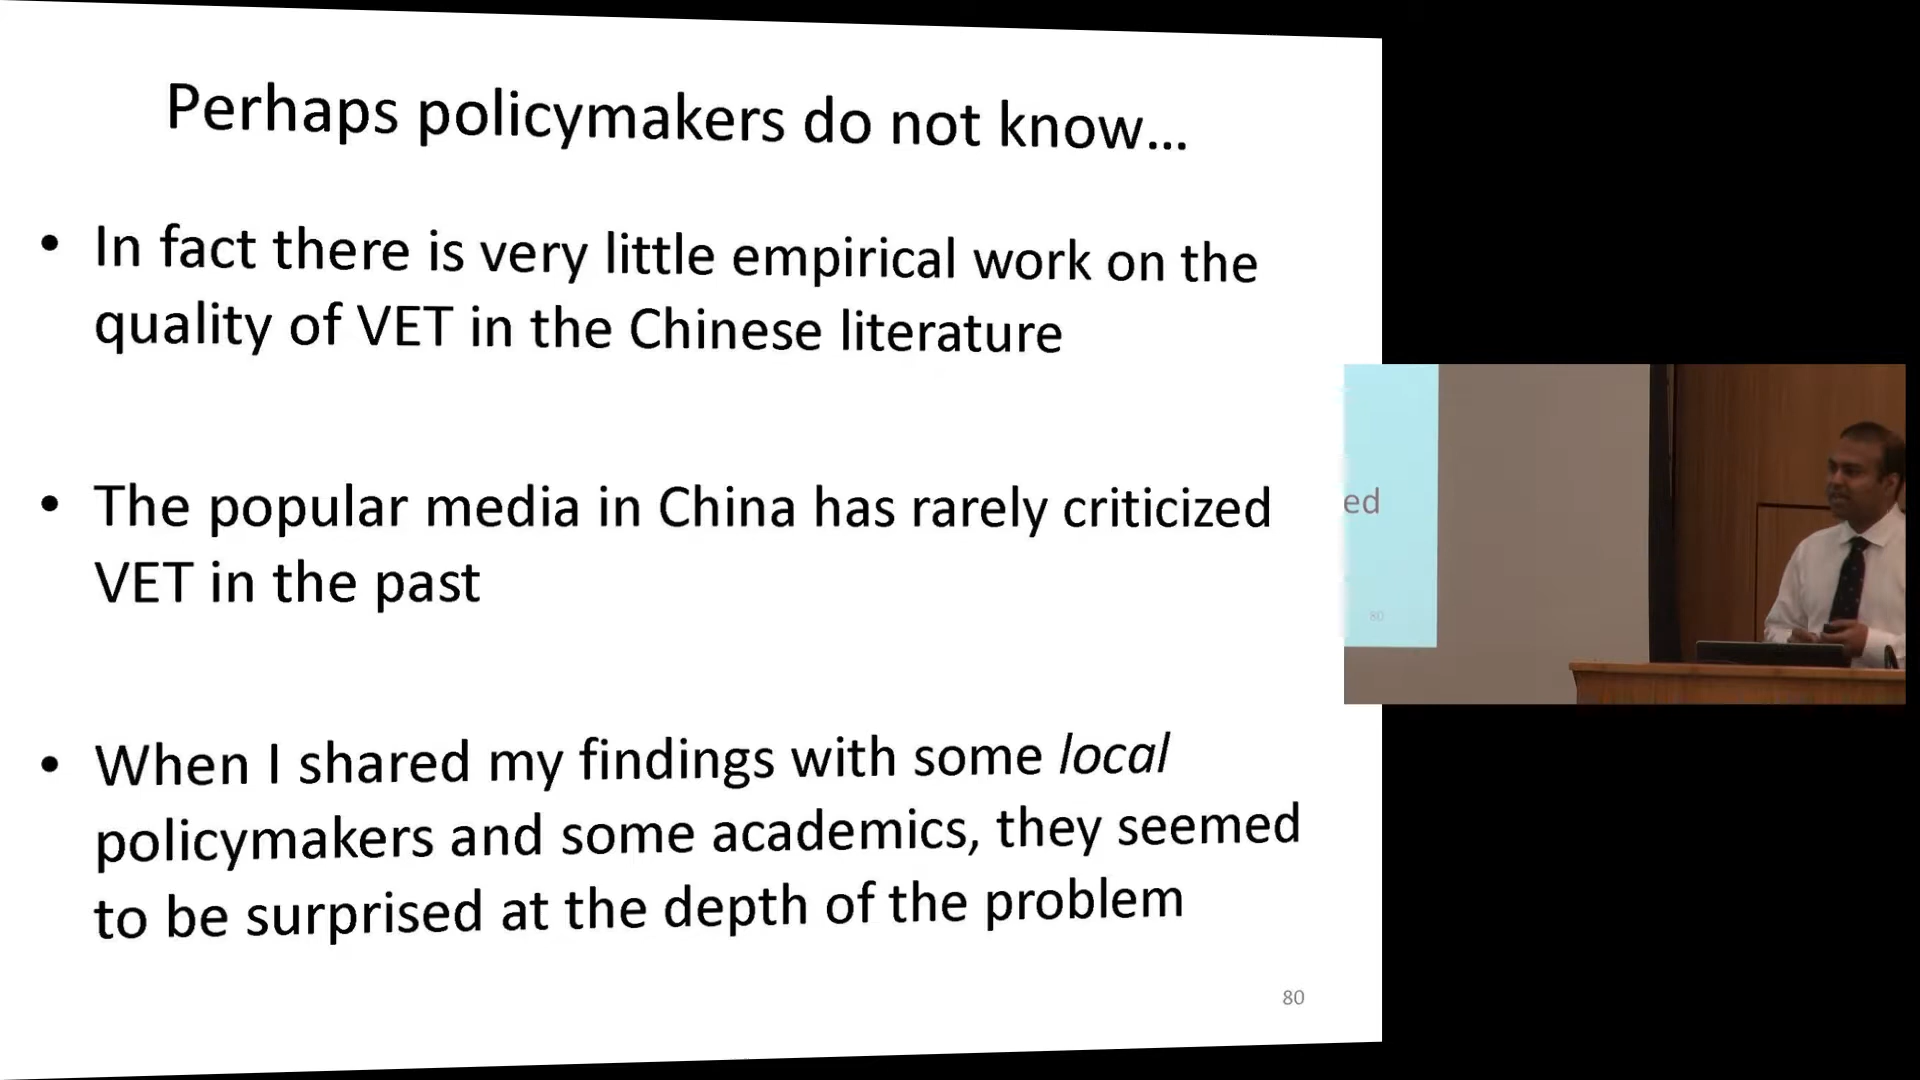 Perhaps policymakers do not know...
• In fact there is very little empirical work on the
quality of VET in the Chinese literature
• The popular media in China has rarely criticized
VET in the past
• When I shared my findings with some local
policymakers and some academics, they seemed
to be surprised at the depth of the problem
80
ed
80